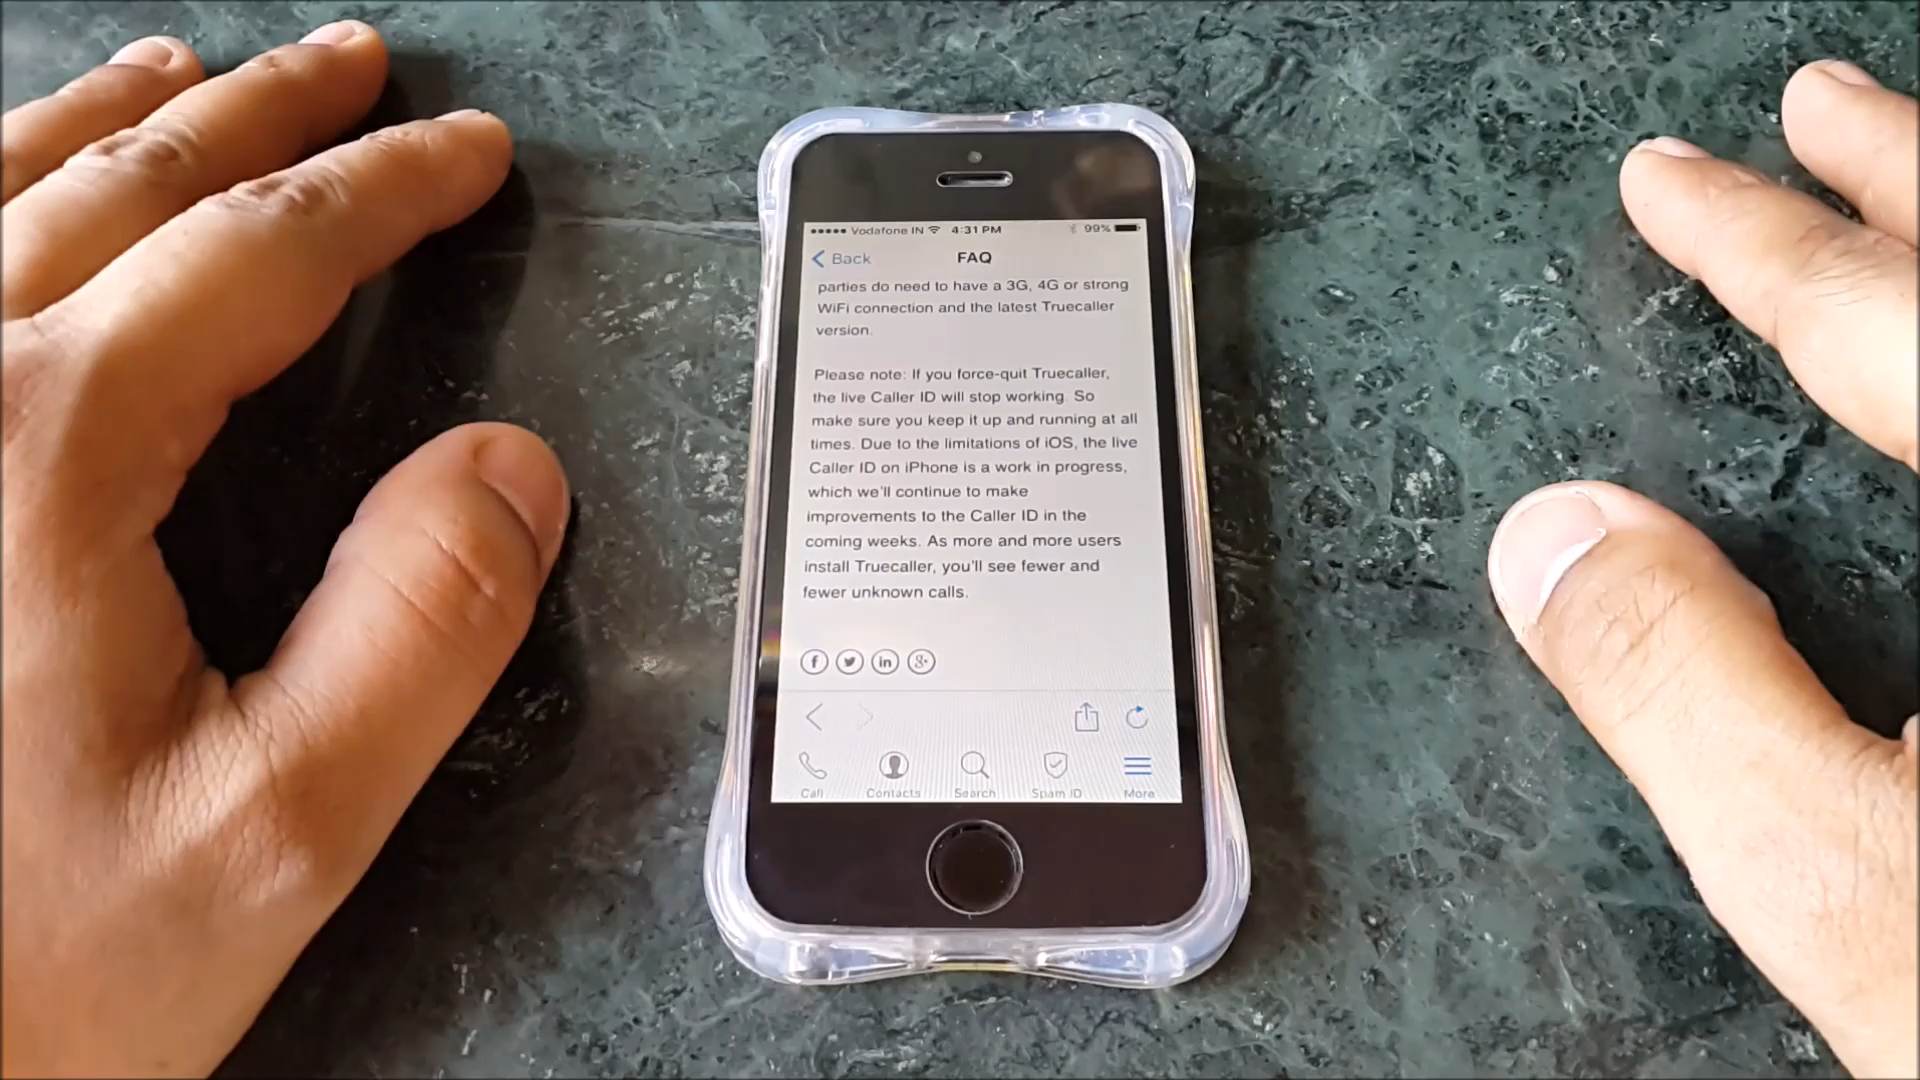 Vodafone IN 4:31 PM 99%
Back FAQ
parties do need to have a 3G, 4G or strong
WiFi connection and the latest Truecaller
version.
Please note: If you force-quit Truecaller,
the live Caller ID will stop working. So
make sure you keep it up and running at all
times. Due to the limitations of iOS, the live
Caller ID on iPhone is a work in progress,
which we'll continue to make
improvements to the Caller ID in the
coming weeks. As more and more users
install Truecaller, you'll see fewer and
fewer unknown calls.
f in g+
Call Contacts Search Spam ID More